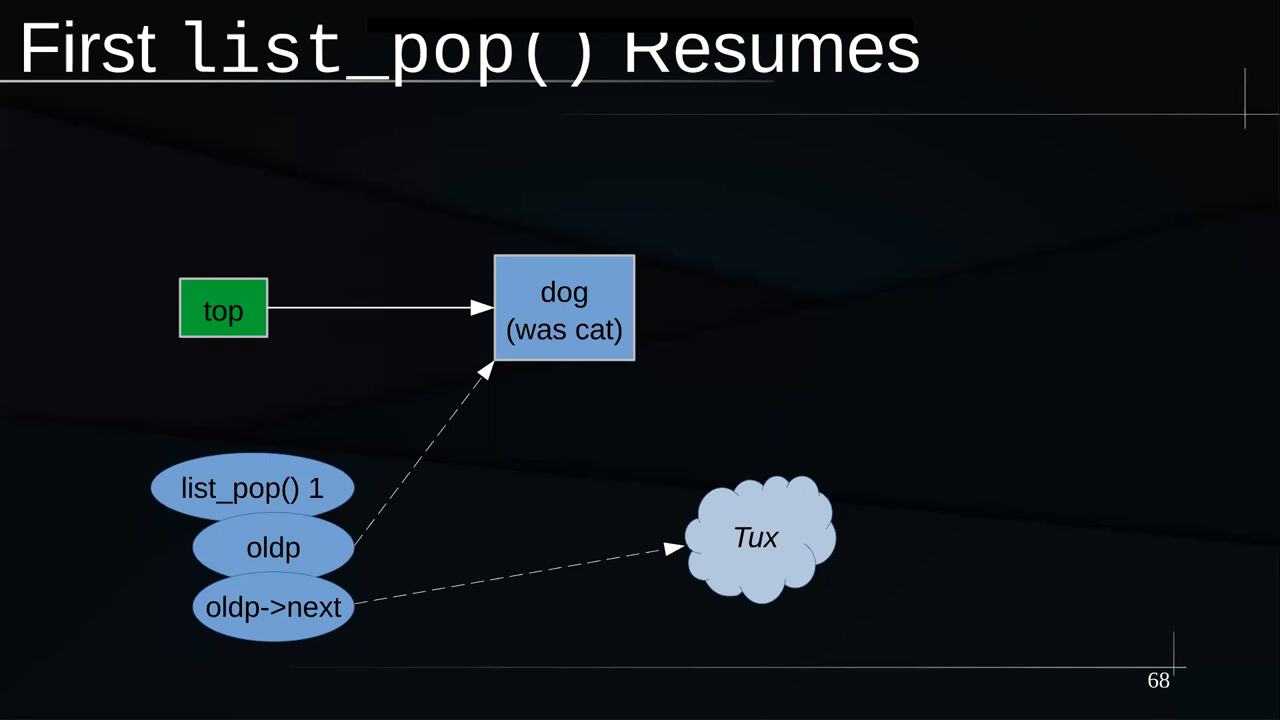 First list_pop() Resumes
dog
top
(was cat)
list_pop() 1
Tux
oldp
oldp->next
68